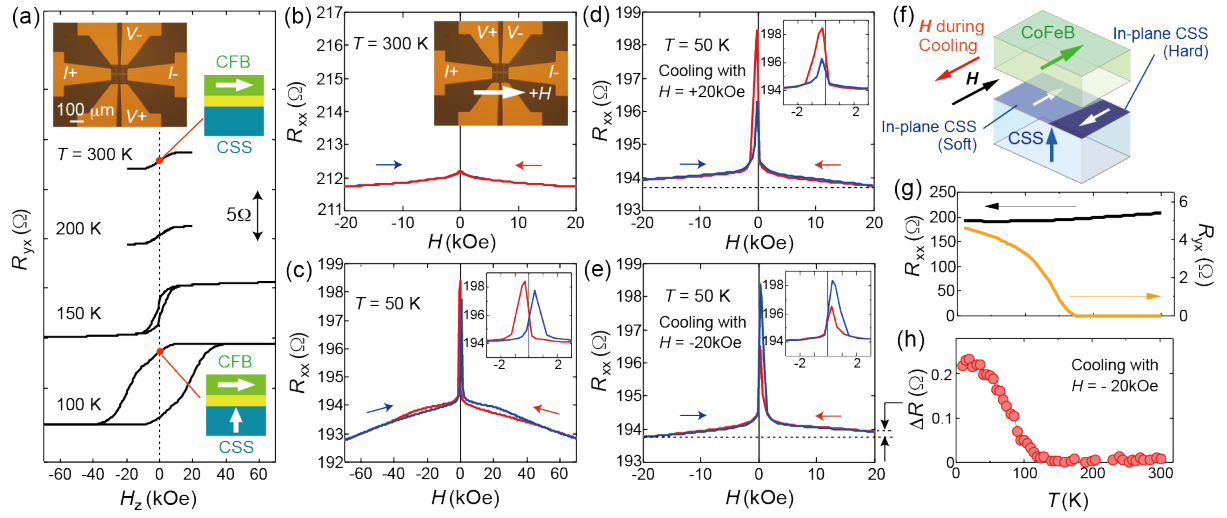 (a)
V-
V-
I+
I-
V+
V+
100 μm
CFB
CSS
T = 300 K
5Ω
200 K
150 K
100 K
CFB
CSS
Ryx (Ω)
-60 -40 -20 0 20 40 60
Hz (kOe)
(b)
217
216
215
214
213
212
211
T = 300 K
V-
V-
I+
I-
+H
V+
V+
Rxx (Ω)
-20 -10 0 10 20
H (kOe)
(c)
199
198
197
196
195
194
193
192
T = 50 K
198
196
194
-2 0 2
Rxx (Ω)
-60 -40 -20 0 20 40 60
H (kOe)
(d)
199
198
197
196
195
194
193
T = 50 K
Cooling with
H = +20kOe
198
196
194
-2 0 2
Rxx (Ω)
-20 -10 0 10 20
H (kOe)
(e)
199
198
197
196
195
194
193
T = 50 K
Cooling with
H = -20kOe
198
196
194
-2 0 2
Rxx (Ω)
-20 -10 0 10 20
H (kOe)
(f)
H during
Cooling
H
CoFeB
In-plane CSS
(Hard)
In-plane CSS
(Soft)
CSS
(g)
250
200
150
100
50
0
Rxx (Ω)
6
4
2
0
Ryx (Ω)
(h)
0.2
0.1
0.0
ΔR (Ω)
Cooling with
H = - 20kOe
0 100 200 300
T (K)